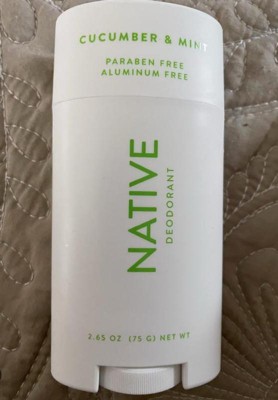 CUCUMBER & MINT
PARABEN FREE
ALUMINUM FREE
NATIVE
DEODORANT
2.65 OZ (75 G) NET WT